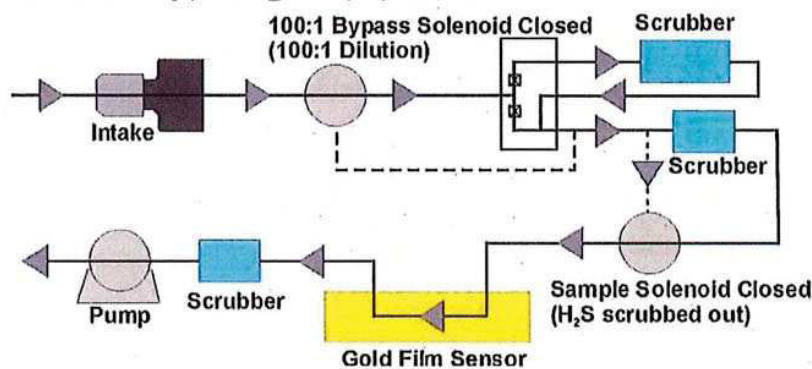 100:1 Bypass Solenoid Closed
(100:1 Dilution)
Scrubber
Intake
Scrubber
Pump
Scrubber
Gold Film Sensor
Sample Solenoid Closed
(H₂S scrubbed out)